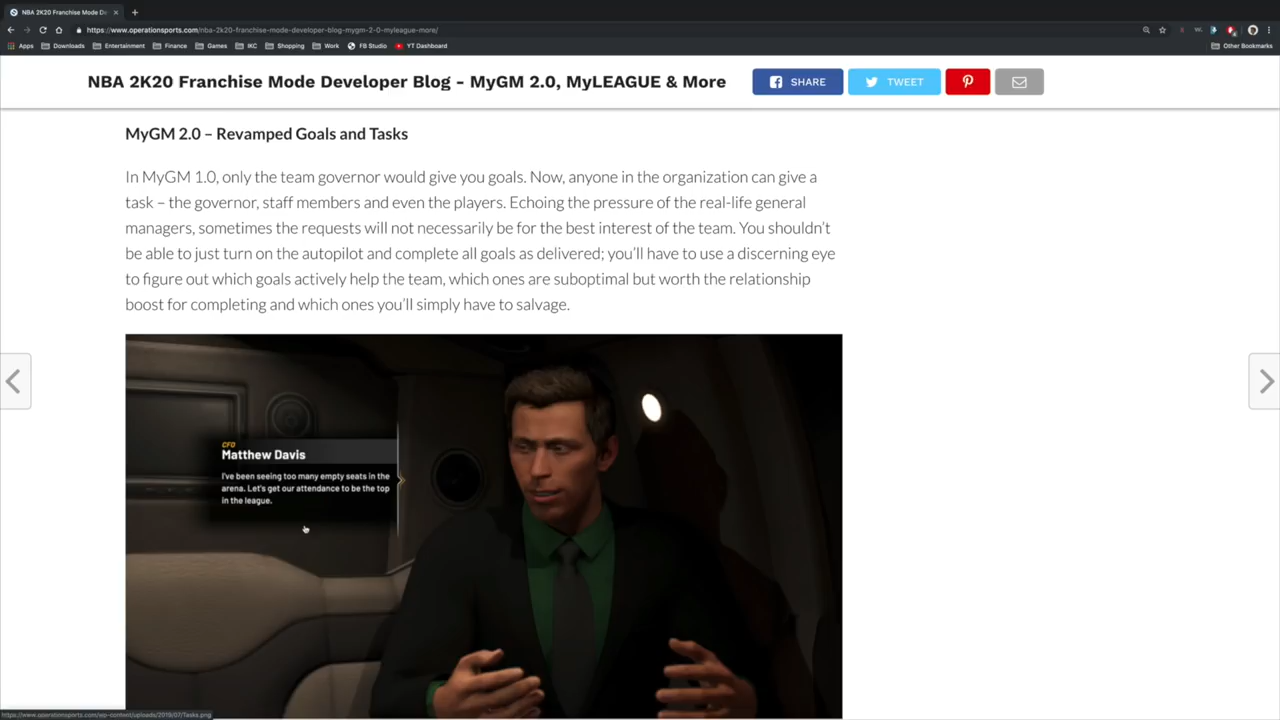 NBA 2K20 Franchise Mode D
https://www.operationsports.com/nba-2k20-franchise-mode-developer-blog-mygm-2-0-myleague-more/
Apps Downloads Entertainment Finance Games IKC Shopping Work FB Studio YT Dashboard Other Bookmarks
NBA 2K20 Franchise Mode Developer Blog - MyGM 2.0, MyLEAGUE & More
SHARE
TWEET
MyGM 2.0 – Revamped Goals and Tasks
In MyGM 1.0, only the team governor would give you goals. Now, anyone in the organization can give a
task – the governor, staff members and even the players. Echoing the pressure of the real-life general
managers, sometimes the requests will not necessarily be for the best interest of the team. You shouldn't
be able to just turn on the autopilot and complete all goals as delivered; you'll have to use a discerning eye
to figure out which goals actively help the team, which ones are suboptimal but worth the relationship
boost for completing and which ones you'll simply have to salvage.
CFO
Matthew Davis
I've been seeing too many empty seats in the
arena. Let's get our attendance to be the top
in the league.
https://www.operationsports.com/wp-content/uploads/2019/07/Tasks.png